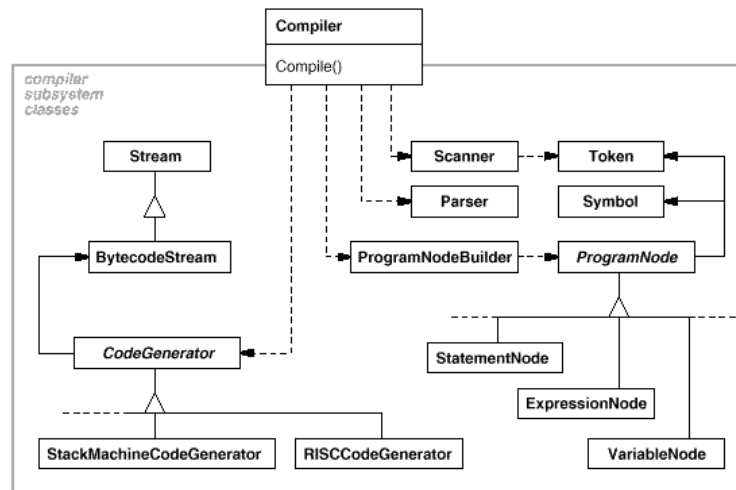 Compiler
Compile()
compiler
subsystem
classes
Stream
Scanner
Token
Parser
Symbol
BytecodeStream
ProgramNodeBuilder
ProgramNode
CodeGenerator
StatementNode
ExpressionNode
StackMachineCodeGenerator
RISCCodeGenerator
VariableNode